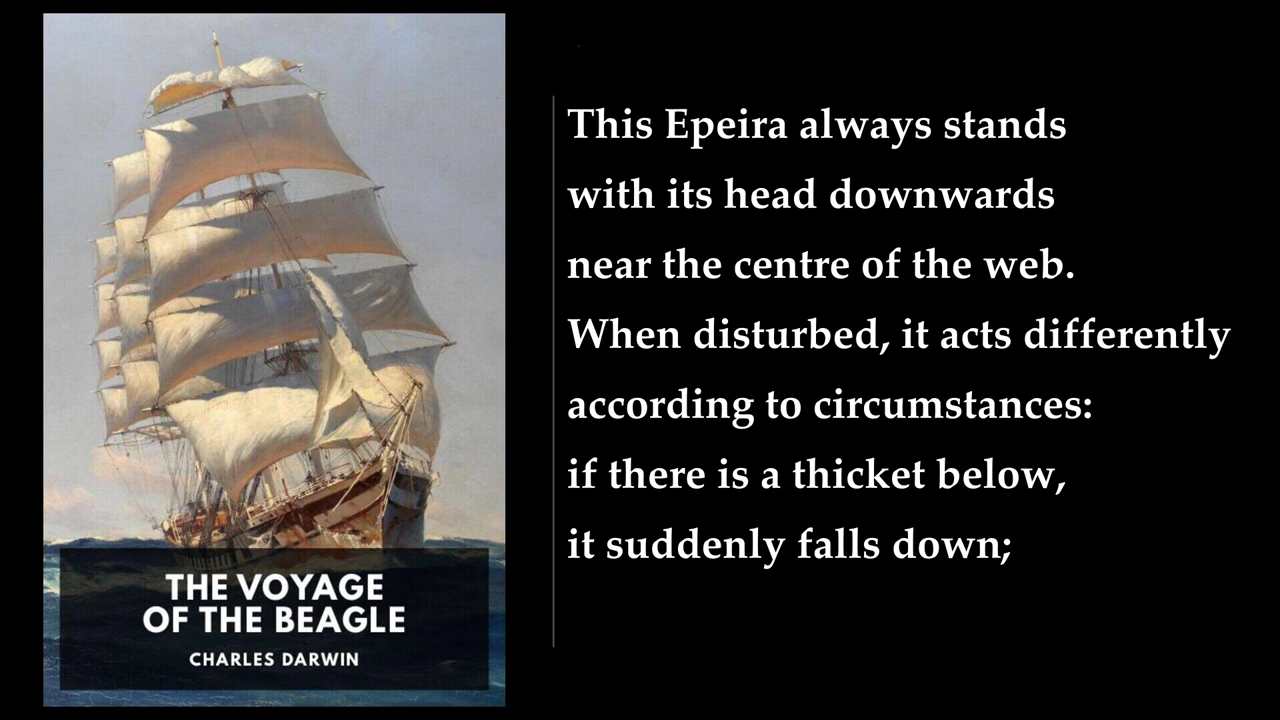 THE VOYAGE
OF THE BEAGLE
CHARLES DARWIN
This Epeira always stands
with its head downwards
near the centre of the web.
When disturbed, it acts differently
according to circumstances:
if there is a thicket below,
it suddenly falls down;